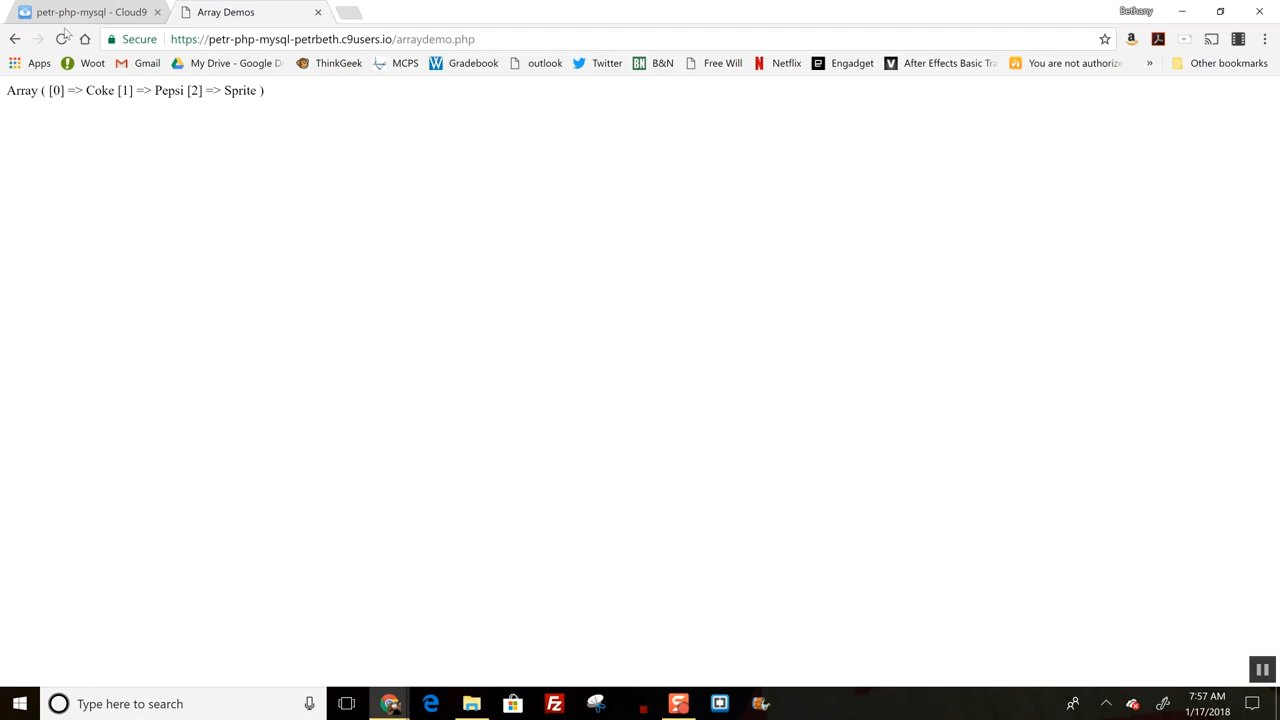 petr-php-mysql - Cloud9
Array Demos
Bethany
Secure
https://petr-php-mysql-petrbeth.c9users.io/arraydemo.php
Apps
Woot
Gmail
My Drive - Google D
ThinkGeek
MCPS
Gradebook
outlook
BN
B&N
Twitter
Free Will
Netflix
Engadget
After Effects Basic Tra
You are not authorize
»
Other bookmarks
Array ( [0] => Coke [1] => Pepsi [2] => Sprite )
Type here to search
7:57 AM
1/17/2018